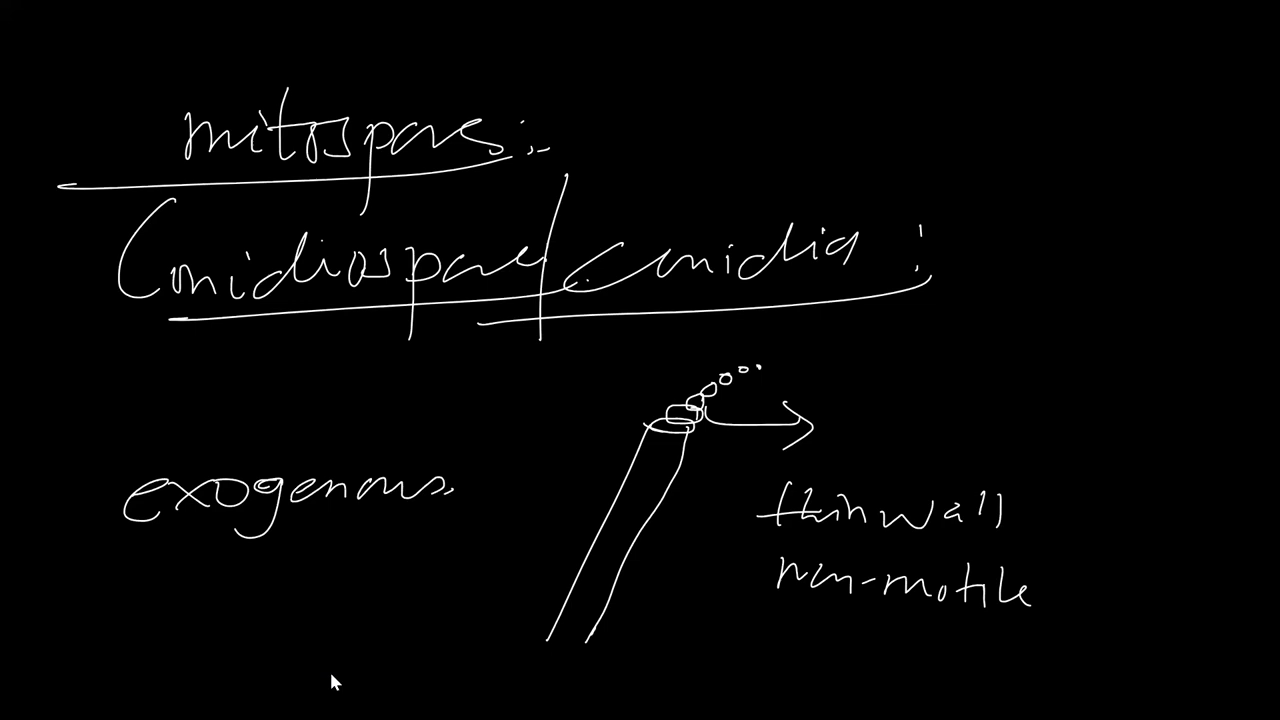 mitospores:-
Conidiospore/conidia:
exogenous.
thin wall
non-motile